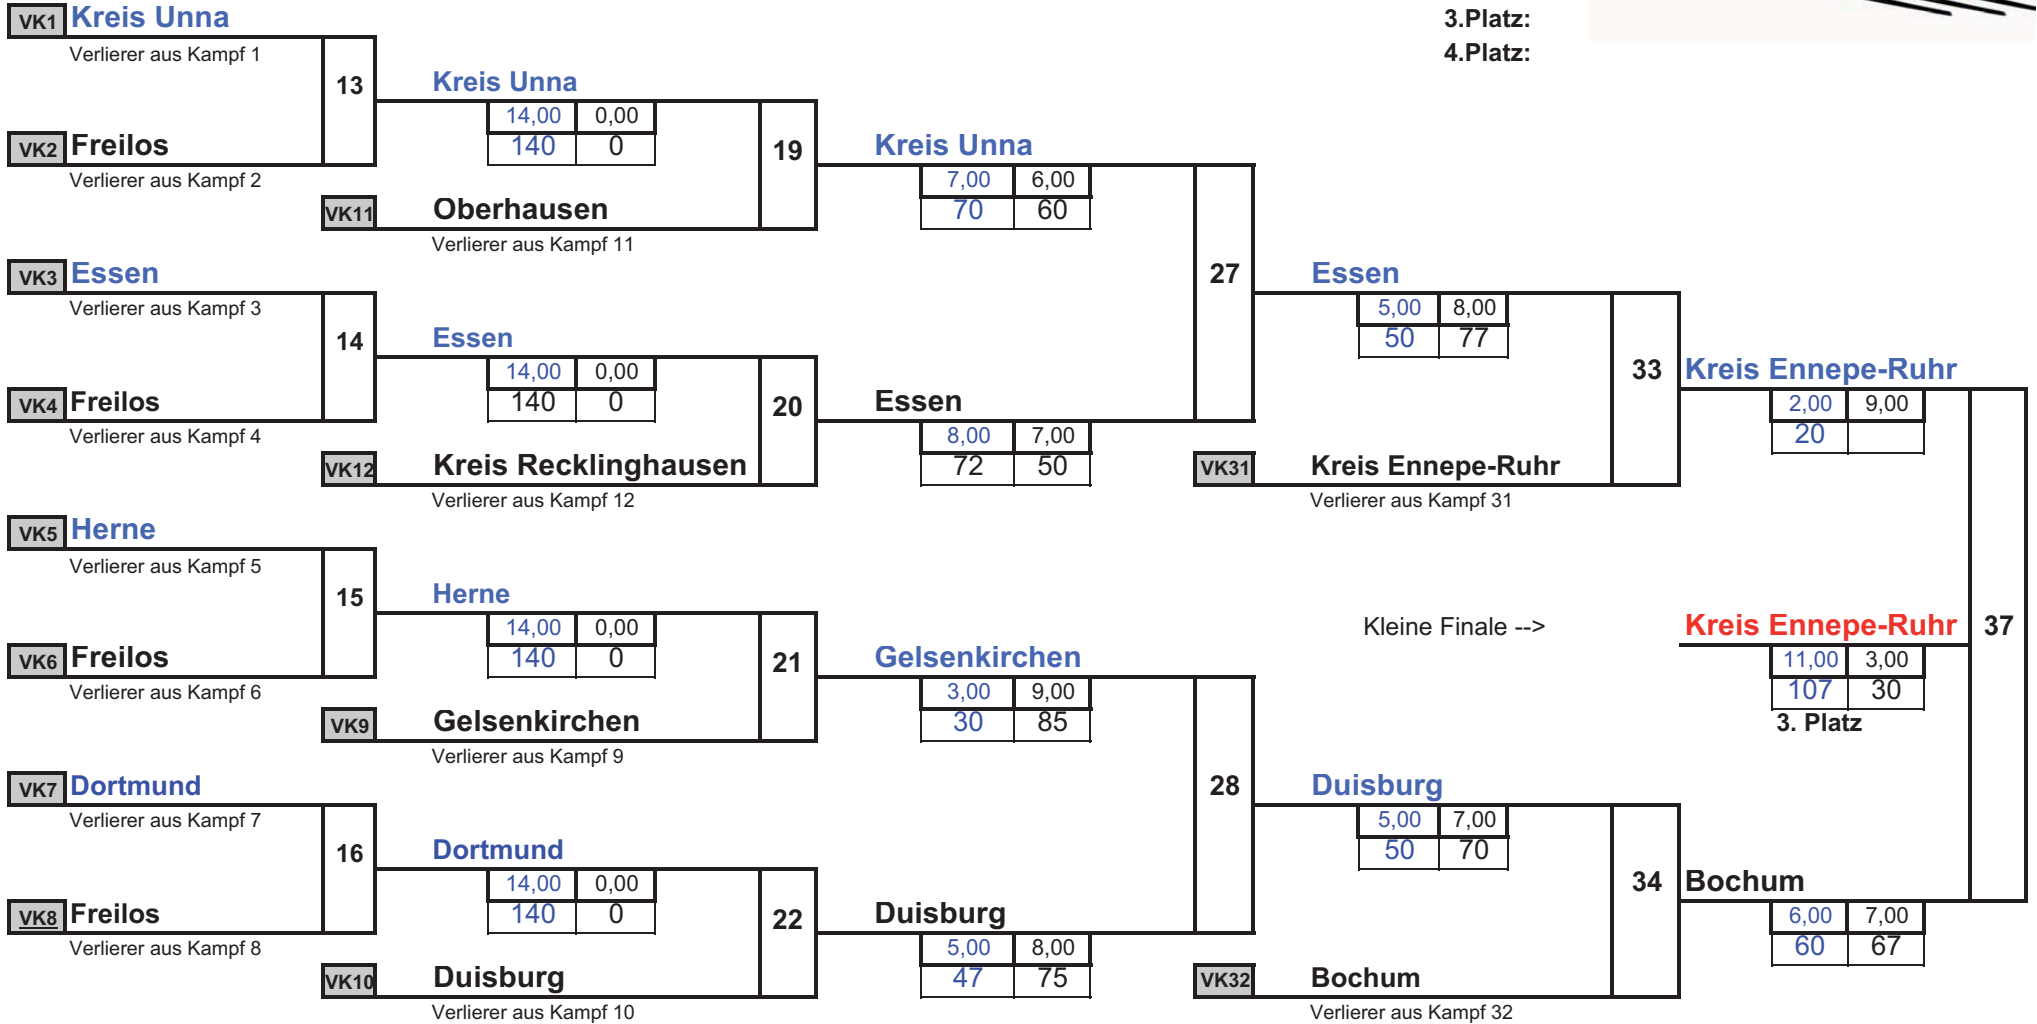 VK1 Kreis Unna
3.Platz:
Verlierer aus Kampf 1
4.Platz:
13 Kreis Unna
14,00 0,00
VK2 Freilos 140 0 19 Kreis Unna
Verlierer aus Kampf 2 7,00 6,00
VK11 Oberhausen 70 60
Verlierer aus Kampf 11
VK3 Essen 27 Essen
Verlierer aus Kampf 3 5,00 8,00
14 Essen 50 77
14,00 0,00 33 Kreis Ennepe-Ruhr
VK4 Freilos 140 0 20 Essen 2,00 9,00
Verlierer aus Kampf 4 8,00 7,00 20
VK12 Kreis Recklinghausen 72 50 VK31 Kreis Ennepe-Ruhr
Verlierer aus Kampf 12 Verlierer aus Kampf 31
VK5 Herne
Verlierer aus Kampf 5
15 Herne
14,00 0,00 Kleine Finale --> Kreis Ennepe-Ruhr 37
VK6 Freilos 140 0 21 Gelsenkirchen 11,00 3,00
Verlierer aus Kampf 6 3,00 9,00 107 30
VK9 Gelsenkirchen 30 85 3. Platz
Verlierer aus Kampf 9
VK7 Dortmund 28 Duisburg
Verlierer aus Kampf 7 5,00 7,00
16 Dortmund 50 70
14,00 0,00 34 Bochum
VK8 Freilos 140 0 22 Duisburg 6,00 7,00
Verlierer aus Kampf 8 5,00 8,00 60 67
VK10 Duisburg 47 75 VK32 Bochum
Verlierer aus Kampf 10 Verlierer aus Kampf 32